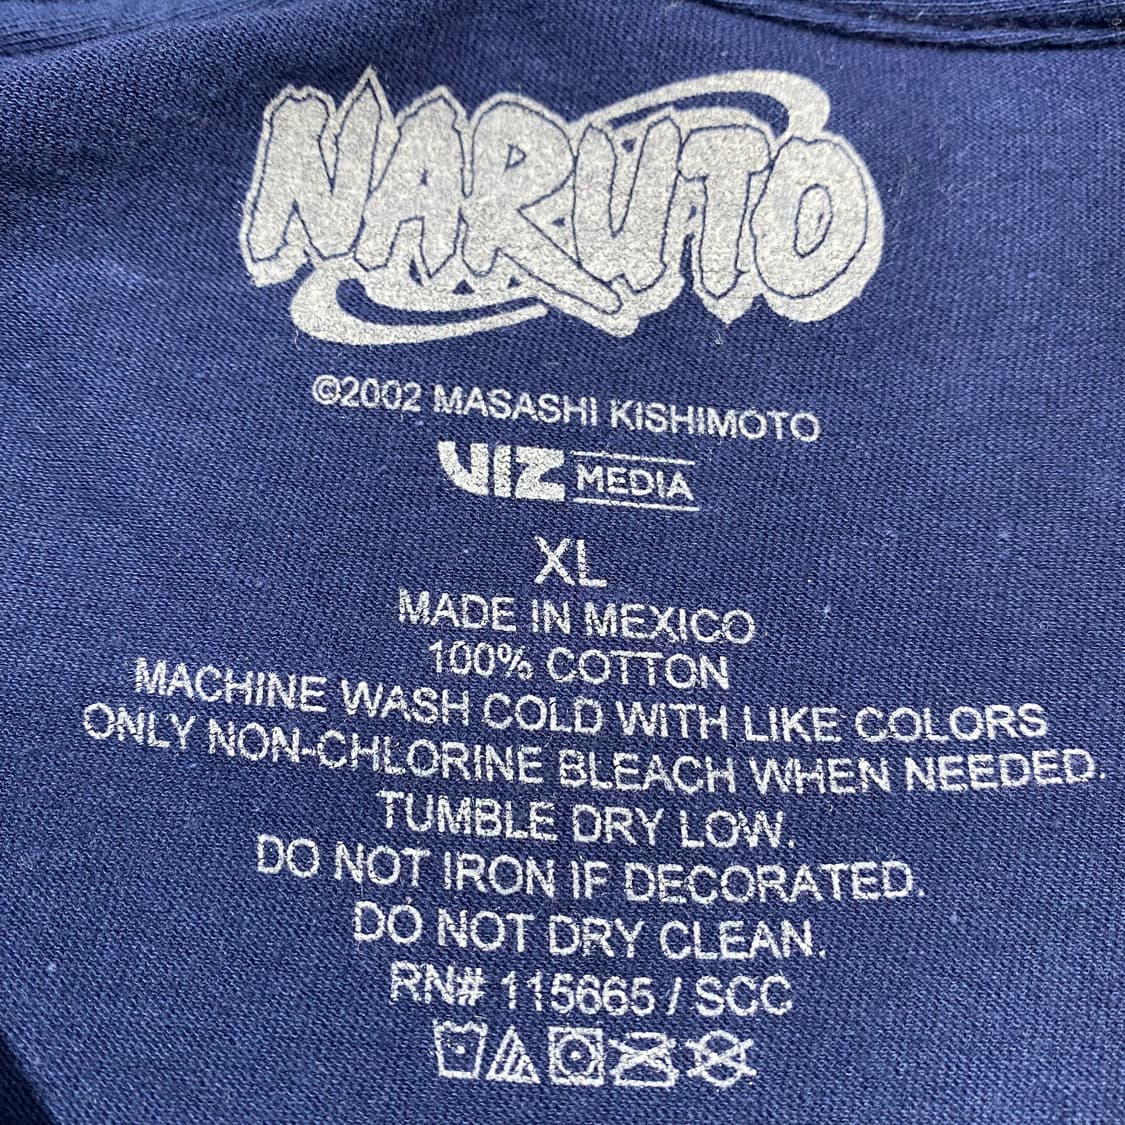 NARUTO
©2002 MASASHI KISHIMOTO
VIZ MEDIA
XL
MADE IN MEXICO
100% COTTON
MACHINE WASH COLD WITH LIKE COLORS
ONLY NON-CHLORINE BLEACH WHEN NEEDED.
TUMBLE DRY LOW.
DO NOT IRON IF DECORATED.
DO NOT DRY CLEAN.
RN# 115665 / SCC